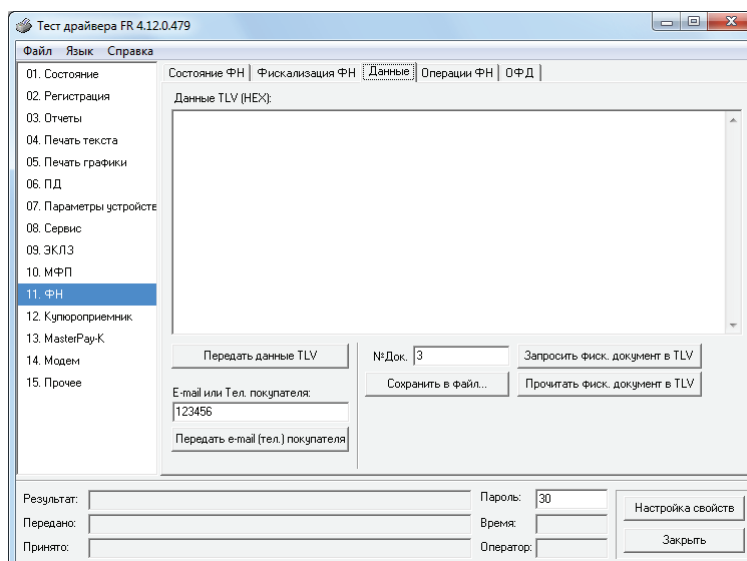 Тест драйвера FR 4.12.0.479
Файл Язык Справка
01. Состояние
02. Регистрация
03. Отчеты
04. Печать текста
05. Печать графики
06. ПД
07. Параметры устройств
08. Сервис
09. ЭКЛЗ
10. МФП
11. ФН
12. Купюроприемник
13. MasterPay-K
14. Модем
15. Прочее
Состояние ФН Фискализация ФН Данные Операции ФН ОФД
Данные TLV (HEX):
Передать данные TLV
E-mail или Тел. покупателя:
123456
Передать e-mail (тел.) покупателя
№Док. 3
Сохранить в файл...
Запросить фиск. документ в TLV
Прочитать фиск. документ в TLV
Результат:
Передано:
Принято:
Пароль: 30
Время:
Оператор:
Настройка свойств
Закрыть